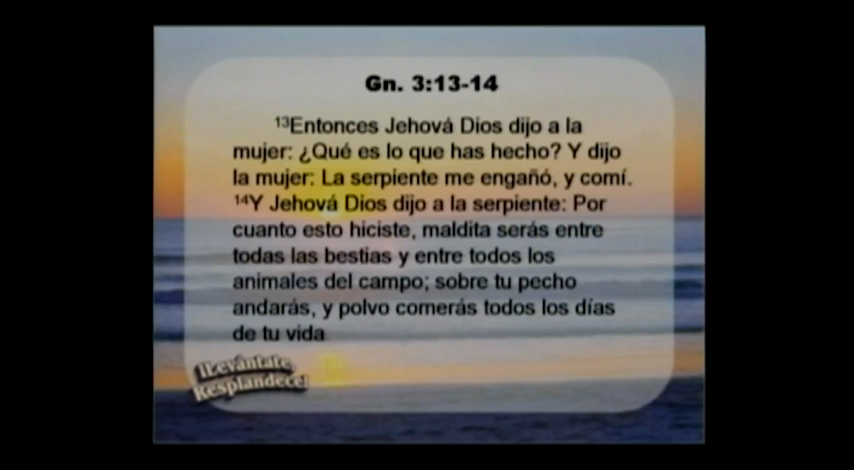 Gn. 3:13-14
¹³Entonces Jehová Dios dijo a la
mujer: ¿Qué es lo que has hecho? Y dijo
la mujer: La serpiente me engañó, y comí.
¹⁴Y Jehová Dios dijo a la serpiente: Por
cuanto esto hiciste, maldita serás entre
todas las bestias y entre todos los
animales del campo; sobre tu pecho
andarás, y polvo comerás todos los días
de tu vida
¡Levántate,
Resplandece!